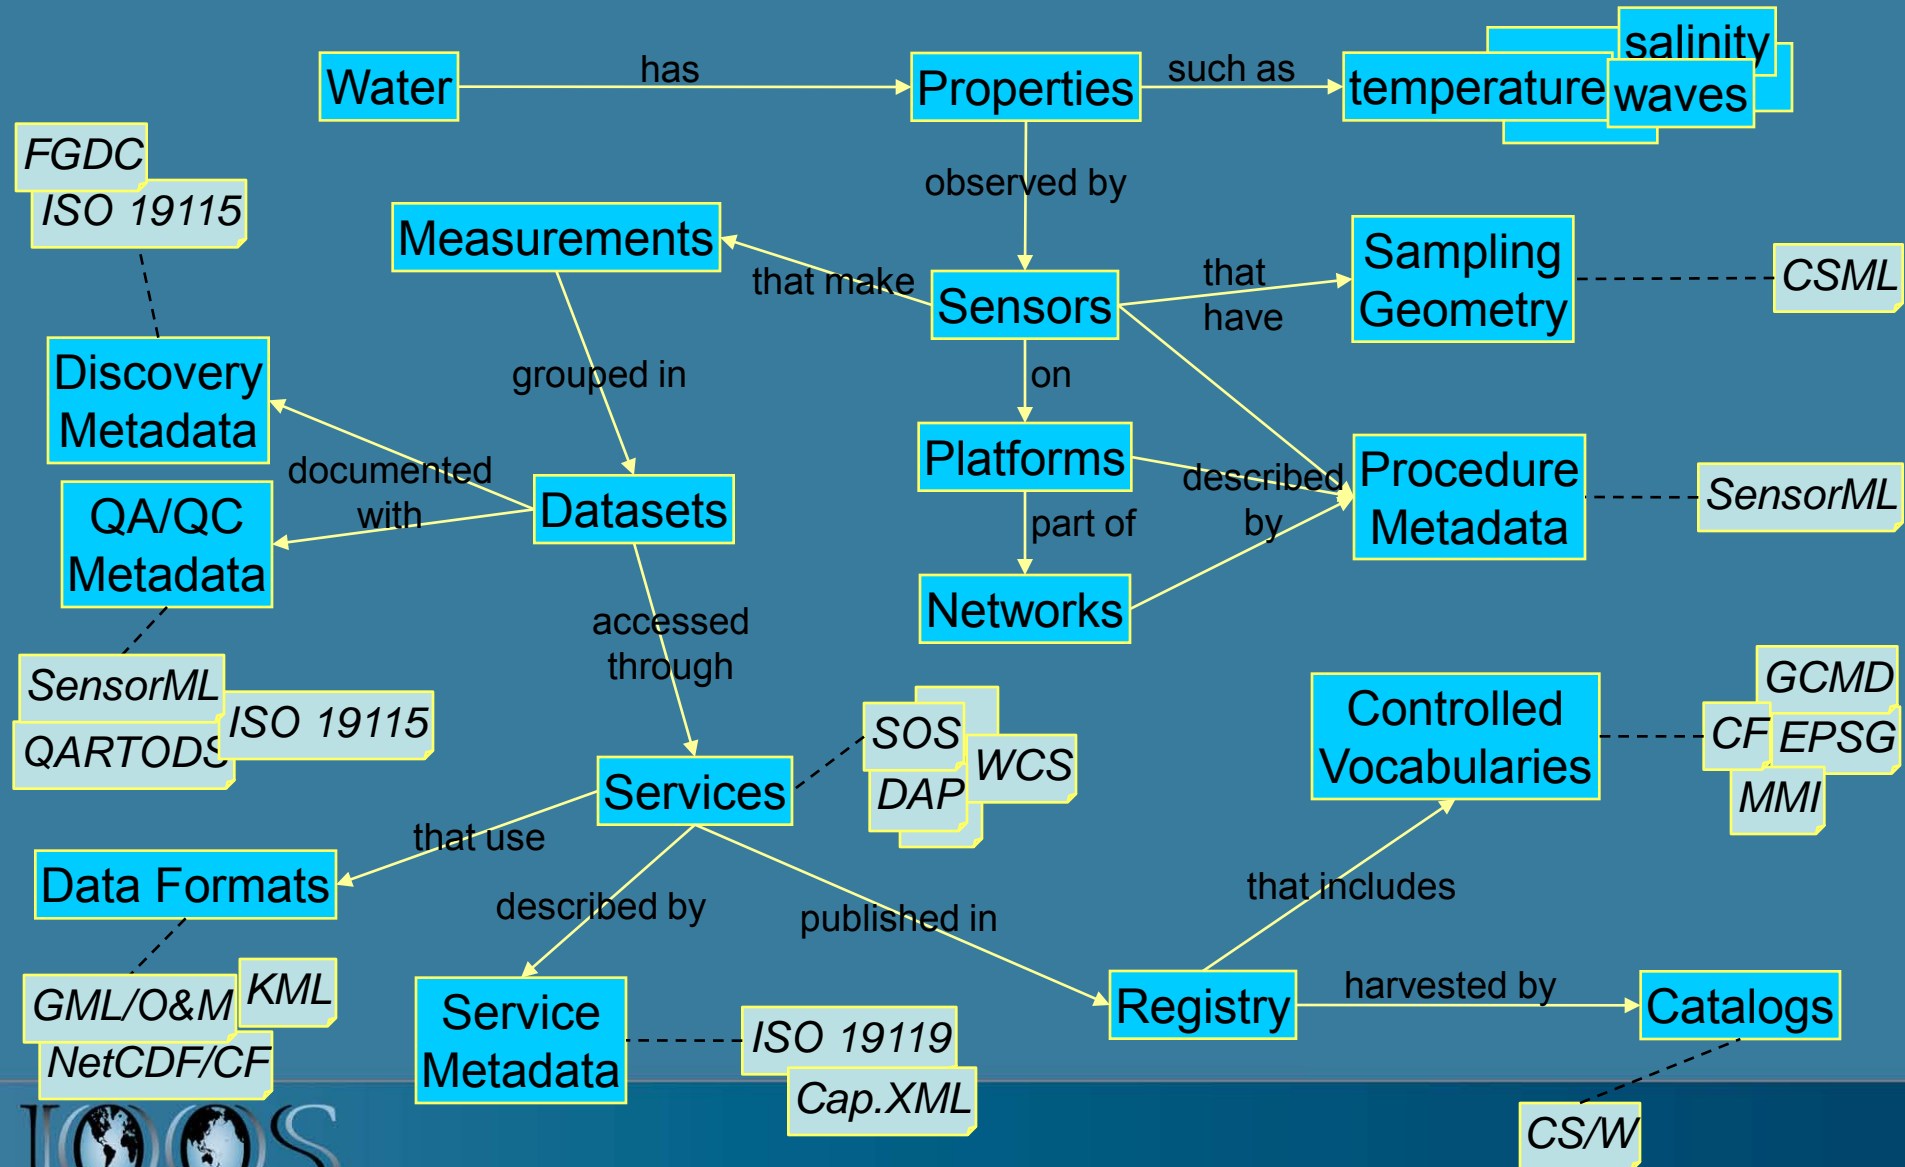 Water
has
Properties
such as
temperature
salinity
waves
FGDC
ISO 19115
observed by
Measurements
that make
Sensors
that
have
Sampling
Geometry
CSML
Discovery
Metadata
grouped in
on
documented
with
QA/QC
Metadata
Datasets
Platforms
described
by
Procedure
Metadata
SensorML
part of
Networks
accessed
through
SensorML
ISO 19115
QARTODS
SOS
WCS
DAP
Services
Controlled
Vocabularies
GCMD
CF
EPSG
MMI
that use
Data Formats
described by
published in
that includes
GML/O&M
KML
NetCDF/CF
Service
Metadata
ISO 19119
Cap.XML
Registry
harvested by
Catalogs
CS/W
IOOS